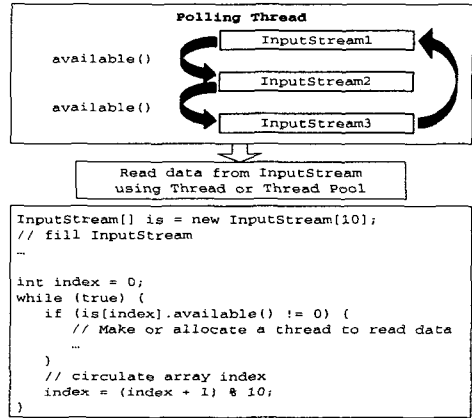 Polling Thread
InputStream1
available()
InputStream2
available()
InputStream3
Read data from InputStream
using Thread or Thread Pool
InputStream[] is = new InputStream[10];
// fill InputStream
…
int index = 0;
while (true) {
if (is[index].available() != 0) {
// Make or allocate a thread to read data
…
}
// circulate array index
index = (index + 1) % 10;
}